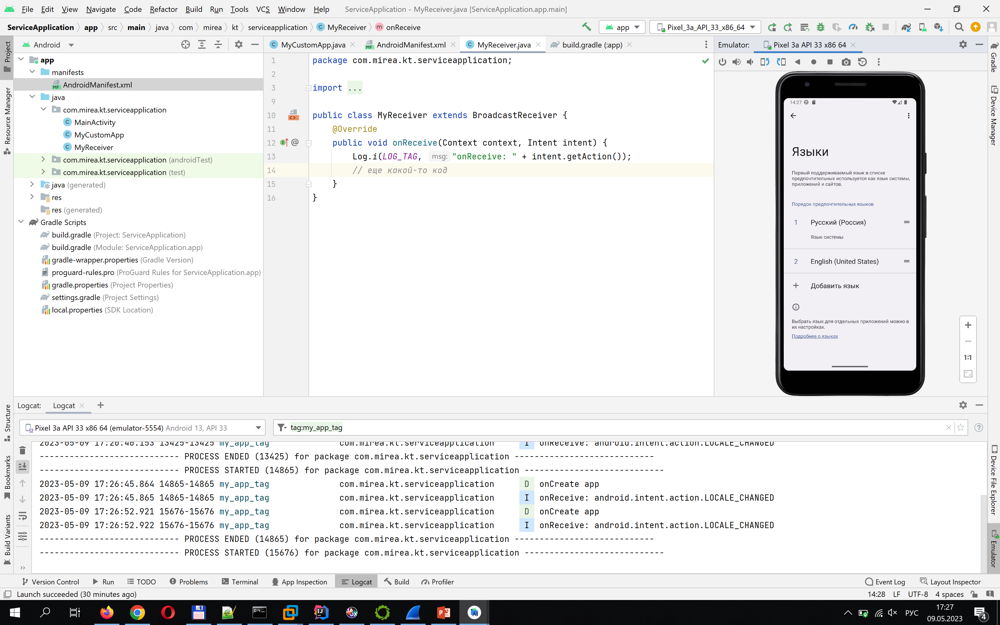 File Edit View Navigate Code Refactor Build Run Tools VCS Window Help ServiceApplication - MyReceiver.java [ServiceApplication.app.main]
ServiceApplication app src main java com mirea kt serviceapplication C MyReceiver m onReceive app Pixel_3a_API_33_x86_64
Project
Resource Manager
Structure
Bookmarks
Build Variants
Android
app
manifests
MF AndroidManifest.xml
java
com.mirea.kt.serviceapplication
C MainActivity
C MyCustomApp
C MyReceiver
com.mirea.kt.serviceapplication (androidTest)
com.mirea.kt.serviceapplication (test)
java (generated)
res
res (generated)
Gradle Scripts
build.gradle (Project: ServiceApplication)
build.gradle (Module: ServiceApplication.app)
gradle-wrapper.properties (Gradle Version)
proguard-rules.pro (ProGuard Rules for ServiceApplication.app)
gradle.properties (Project Properties)
settings.gradle (Project Settings)
local.properties (SDK Location)
C MyCustomApp.java MF AndroidManifest.xml C MyReceiver.java build.gradle (:app)
1 package com.mirea.kt.serviceapplication;
2
3 import ...
9
10 public class MyReceiver extends BroadcastReceiver {
11 @Override
12 public void onReceive(Context context, Intent intent) {
13 Log.i(LOG_TAG, msg: "onReceive: " + intent.getAction());
14 // еще какой-то код
15 }
16 }
Emulator: Pixel 3a API 33 x86 64
14:27
Языки
Первый поддерживаемый язык в списке
предпочтительных используется как язык системы,
приложений и сайтов.
Порядок предпочтительных языков
1 Русский (Россия)
Язык системы
2 English (United States)
+ Добавить язык
Выбрать язык для отдельных приложений можно в
их настройках.
Подробнее о языках
1:1
Gradle
Device Manager
Device File Explorer
Emulator
Logcat: Logcat
Pixel 3a API 33 x86 64 (emulator-5554) Android 13, API 33 tag:my_app_tag
2023-05-09 17:20:40.153 13425-13425 my_app_tag com.mirea.kt.serviceapplication I onReceive: android.intent.action.LOCALE_CHANGED
---------------------------- PROCESS ENDED (13425) for package com.mirea.kt.serviceapplication ----------------------------
---------------------------- PROCESS STARTED (14865) for package com.mirea.kt.serviceapplication ----------------------------
2023-05-09 17:26:45.864 14865-14865 my_app_tag com.mirea.kt.serviceapplication D onCreate app
2023-05-09 17:26:45.865 14865-14865 my_app_tag com.mirea.kt.serviceapplication I onReceive: android.intent.action.LOCALE_CHANGED
2023-05-09 17:26:52.921 15676-15676 my_app_tag com.mirea.kt.serviceapplication D onCreate app
2023-05-09 17:26:52.922 15676-15676 my_app_tag com.mirea.kt.serviceapplication I onReceive: android.intent.action.LOCALE_CHANGED
---------------------------- PROCESS ENDED (14865) for package com.mirea.kt.serviceapplication ----------------------------
---------------------------- PROCESS STARTED (15676) for package com.mirea.kt.serviceapplication ----------------------------
Version Control Run TODO Problems Terminal App Inspection Logcat Build Profiler Event Log Layout Inspector
Launch succeeded (30 minutes ago) 14:28 LF UTF-8 4 spaces
РУС 17:27
09.05.2023
4